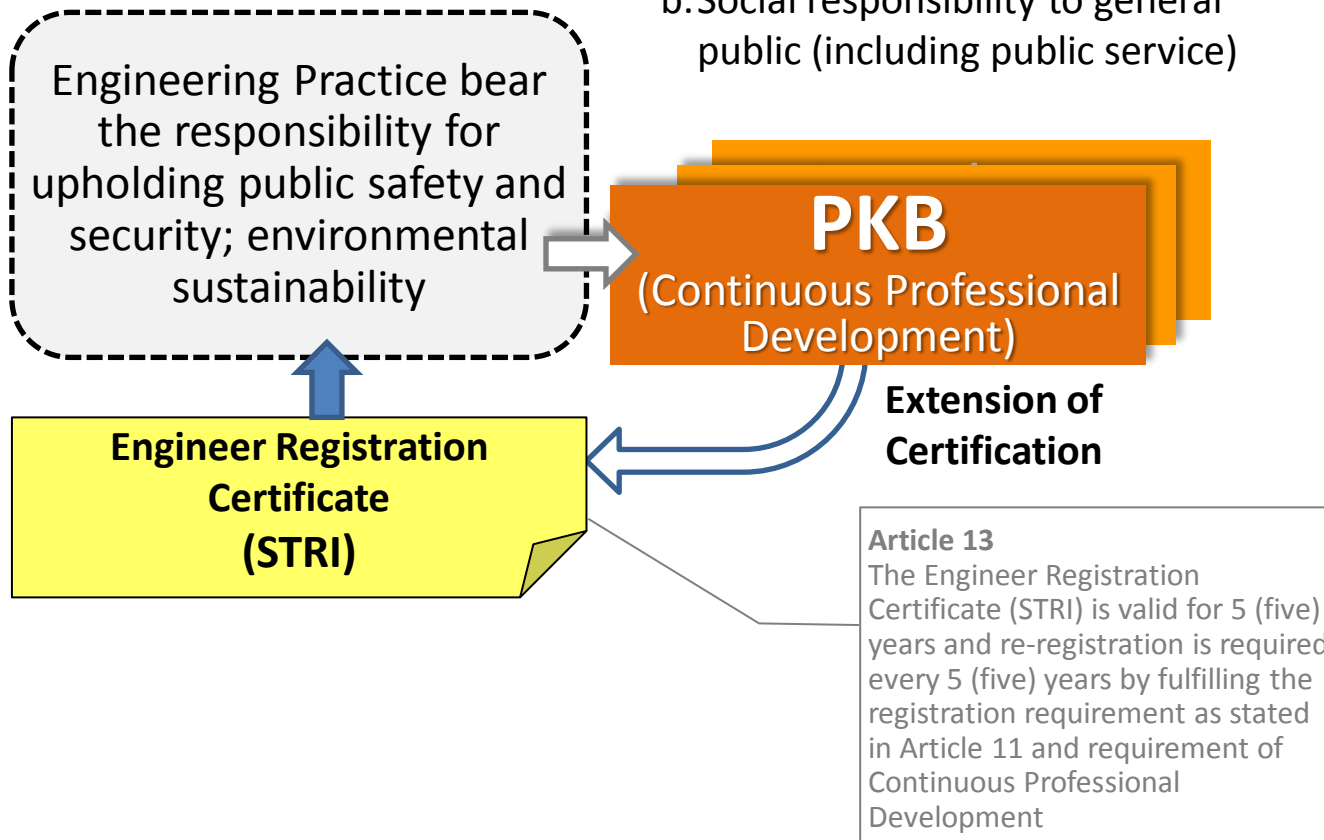 b. Social responsibility to general
public (including public service)
Engineering Practice bear
the responsibility for
upholding public safety and
security; environmental
sustainability
PKB
(Continuous Professional
Development)
Extension of
Certification
Engineer Registration
Certificate
(STRI)
Article 13
The Engineer Registration
Certificate (STRI) is valid for 5 (five)
years and re-registration is required
every 5 (five) years by fulfilling the
registration requirement as stated
in Article 11 and requirement of
Continuous Professional
Development